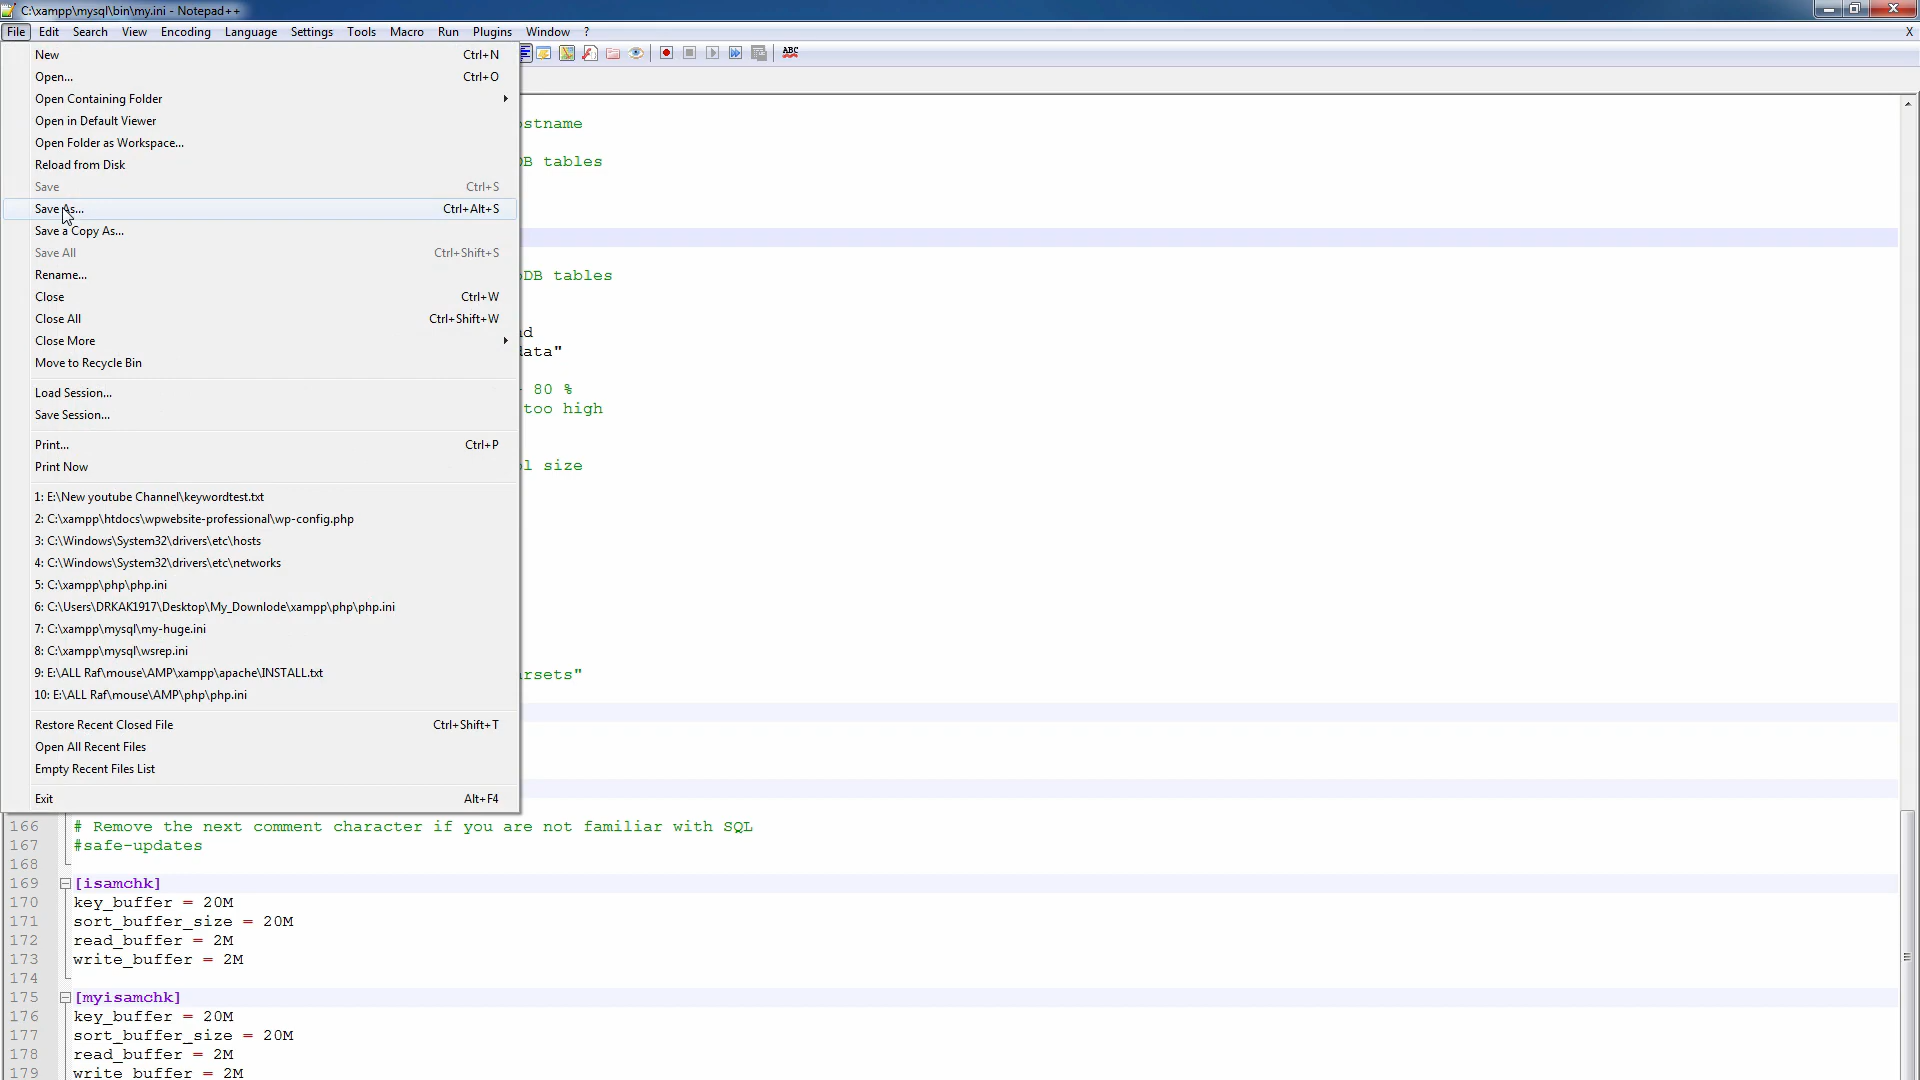 C:\xampp\mysql\bin\my.ini - Notepad++
File Edit Search View Encoding Language Settings Tools Macro Run Plugins Window ? X
ABC
New Ctrl+N
Open... Ctrl+O
Open Containing Folder
Open in Default Viewer
Open Folder as Workspace...
Reload from Disk
Save Ctrl+S
Save As... Ctrl+Alt+S
Save a Copy As...
Save All Ctrl+Shift+S
Rename...
Close Ctrl+W
Close All Ctrl+Shift+W
Close More
Move to Recycle Bin
Load Session...
Save Session...
Print... Ctrl+P
Print Now
1: E:\New youtube Channel\keywordtest.txt
2: C:\xampp\htdocs\wpwebsite-professional\wp-config.php
3: C:\Windows\System32\drivers\etc\hosts
4: C:\Windows\System32\drivers\etc\networks
5: C:\xampp\php\php.ini
6: C:\Users\DRKAK1917\Desktop\My_Downlode\xampp\php\php.ini
7: C:\xampp\mysql\my-huge.ini
8: C:\xampp\mysql\wsrep.ini
9: E:\ALL Raf\mouse\AMP\xampp\apache\INSTALL.txt
10: E:\ALL Raf\mouse\AMP\php\php.ini
Restore Recent Closed File Ctrl+Shift+T
Open All Recent Files
Empty Recent Files List
Exit Alt+F4
ostname
DB tables
oDB tables
nd
data"
- 80 %
too high
ol size
arsets"
166 # Remove the next comment character if you are not familiar with SQL
167 #safe-updates
168
169 [isamchk]
170 key_buffer = 20M
171 sort_buffer_size = 20M
172 read_buffer = 2M
173 write_buffer = 2M
174
175 [myisamchk]
176 key_buffer = 20M
177 sort_buffer_size = 20M
178 read_buffer = 2M
179 write_buffer = 2M